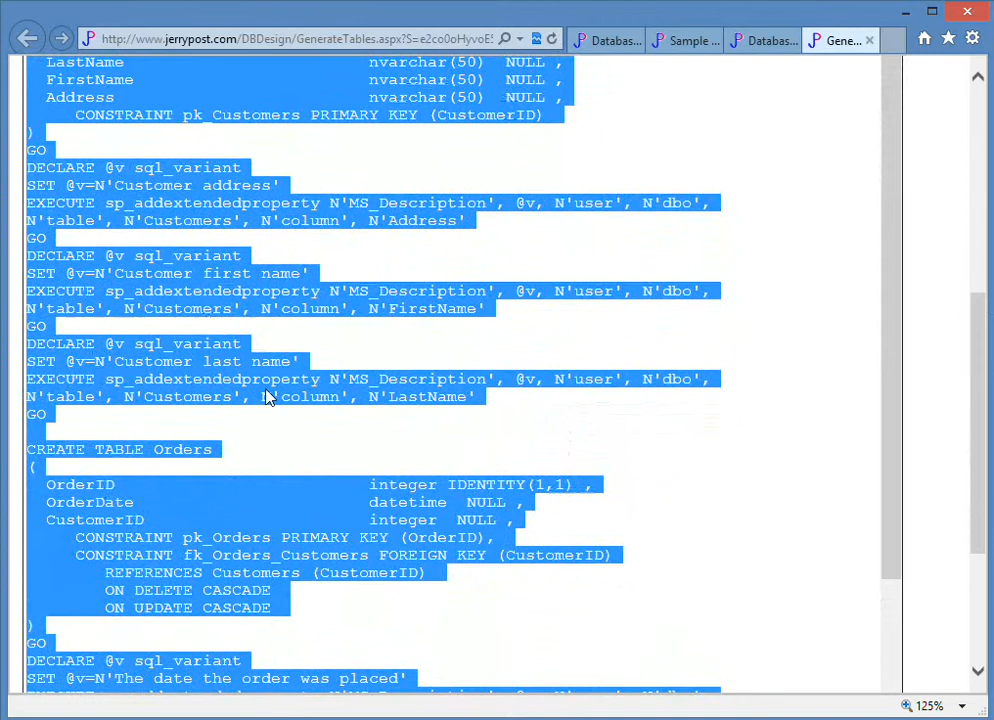 http://www.jerrypost.com/DBDesign/GenerateTables.aspx?S=e2co0oHyvoE Databas... Sample ... Databas... Gene...
LastName nvarchar(50) NULL ,
FirstName nvarchar(50) NULL ,
Address nvarchar(50) NULL ,
CONSTRAINT pk_Customers PRIMARY KEY (CustomerID)
)
GO
DECLARE @v sql_variant
SET @v=N'Customer address'
EXECUTE sp_addextendedproperty N'MS_Description', @v, N'user', N'dbo',
N'table', N'Customers', N'column', N'Address'
GO
DECLARE @v sql_variant
SET @v=N'Customer first name'
EXECUTE sp_addextendedproperty N'MS_Description', @v, N'user', N'dbo',
N'table', N'Customers', N'column', N'FirstName'
GO
DECLARE @v sql_variant
SET @v=N'Customer last name'
EXECUTE sp_addextendedproperty N'MS_Description', @v, N'user', N'dbo',
N'table', N'Customers', N'column', N'LastName'
GO
CREATE TABLE Orders
(
OrderID integer IDENTITY(1,1) ,
OrderDate datetime NULL ,
CustomerID integer NULL ,
CONSTRAINT pk_Orders PRIMARY KEY (OrderID),
CONSTRAINT fk_Orders_Customers FOREIGN KEY (CustomerID)
REFERENCES Customers (CustomerID)
ON DELETE CASCADE
ON UPDATE CASCADE
)
GO
DECLARE @v sql_variant
SET @v=N'The date the order was placed'
125%